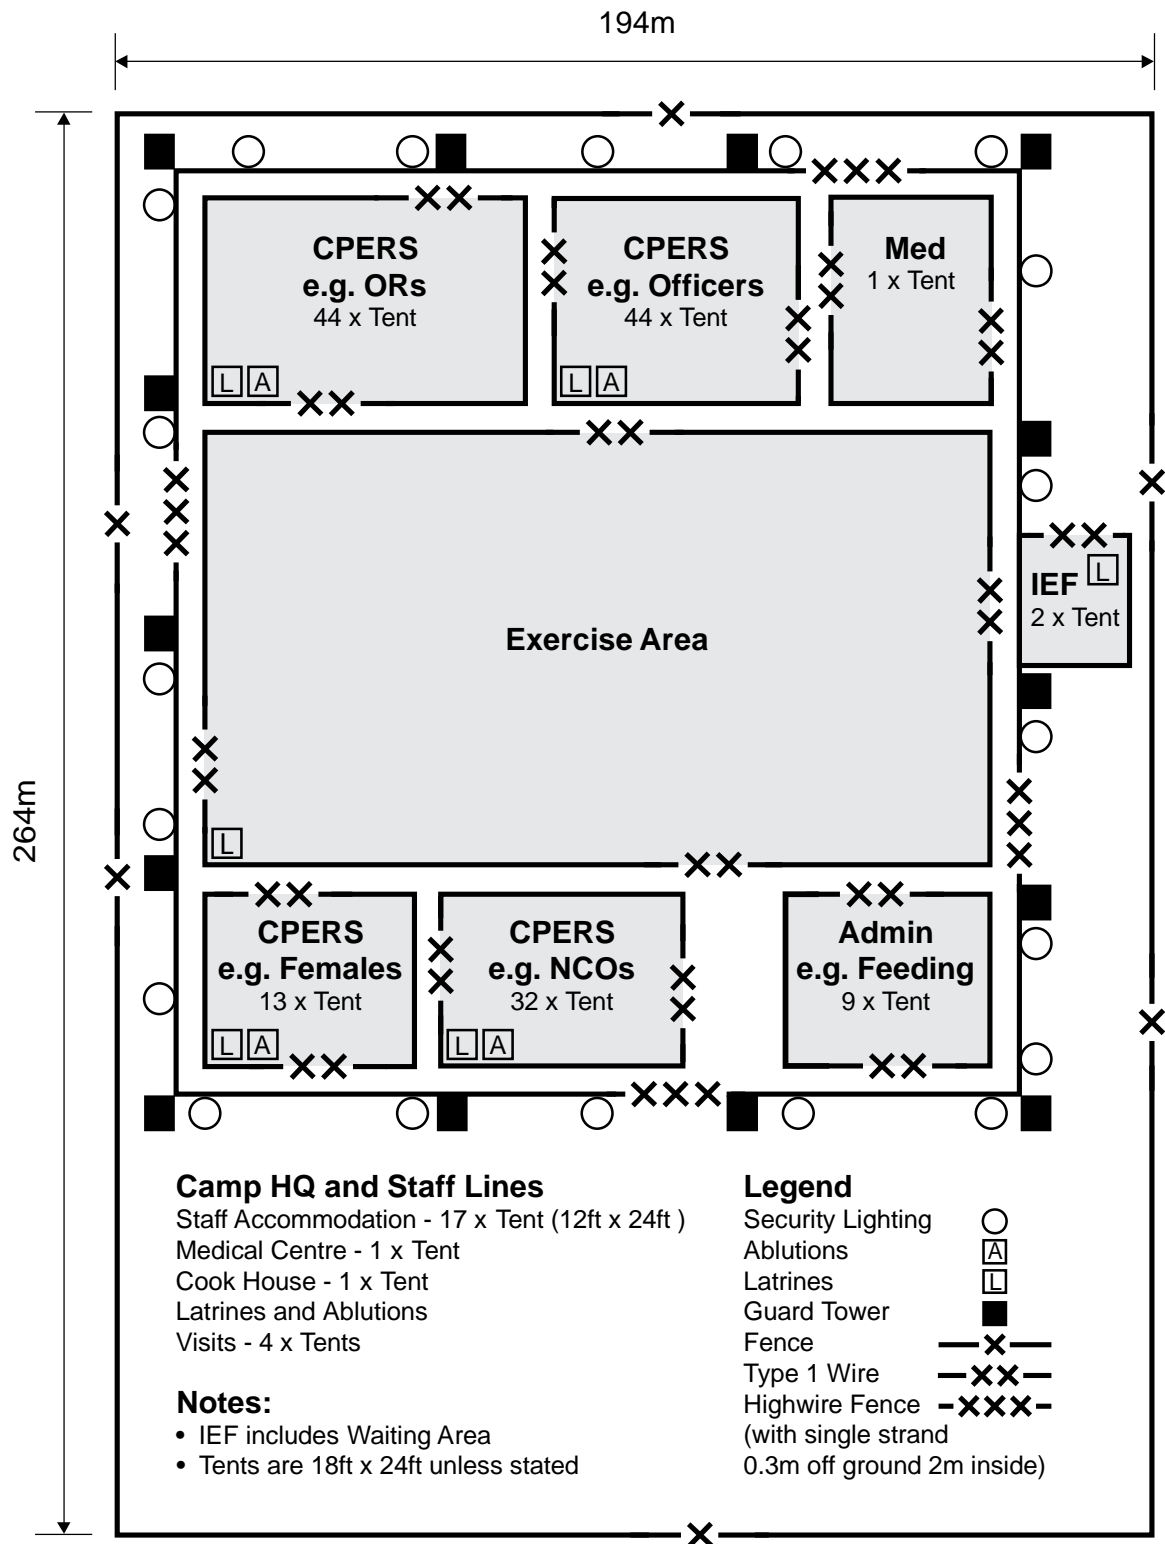 194m
264m
CPERS
e.g. ORs
44 x Tent
L A
CPERS
e.g. Officers
44 x Tent
L A
Med
1 x Tent
IEF L
2 x Tent
Exercise Area
L
CPERS
e.g. Females
13 x Tent
L A
CPERS
e.g. NCOs
32 x Tent
L A
Admin
e.g. Feeding
9 x Tent
Camp HQ and Staff Lines
Staff Accommodation - 17 x Tent (12ft x 24ft )
Medical Centre - 1 x Tent
Cook House - 1 x Tent
Latrines and Ablutions
Visits - 4 x Tents
Notes:
• IEF includes Waiting Area
• Tents are 18ft x 24ft unless stated
Legend
Security Lighting
Ablutions A
Latrines L
Guard Tower
Fence
Type 1 Wire
Highwire Fence
(with single strand
0.3m off ground 2m inside)